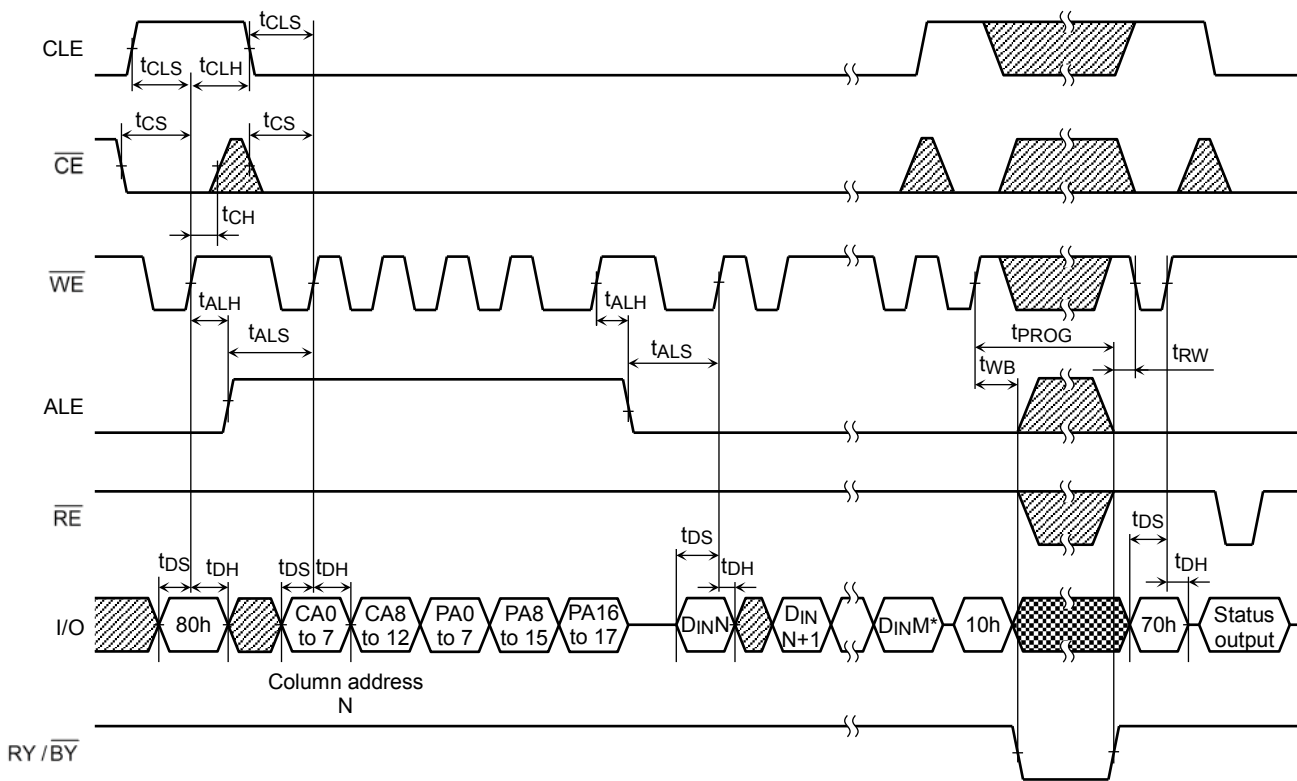 CLE
tCLS
tCLS
tCLH
CE
tCS
tCS
tCH
WE
tALH
tALS
tALH
tALS
tPROG
tWB
tRW
ALE
RE
tDS
tDH
tDS
tDH
tDS
tDH
tDS
tDH
I/O
80h
CA0 to 7
CA8 to 12
PA0 to 7
PA8 to 15
PA16 to 17
DINN
DIN N+1
DINM*
10h
70h
Status output
Column address
N
RY / BY